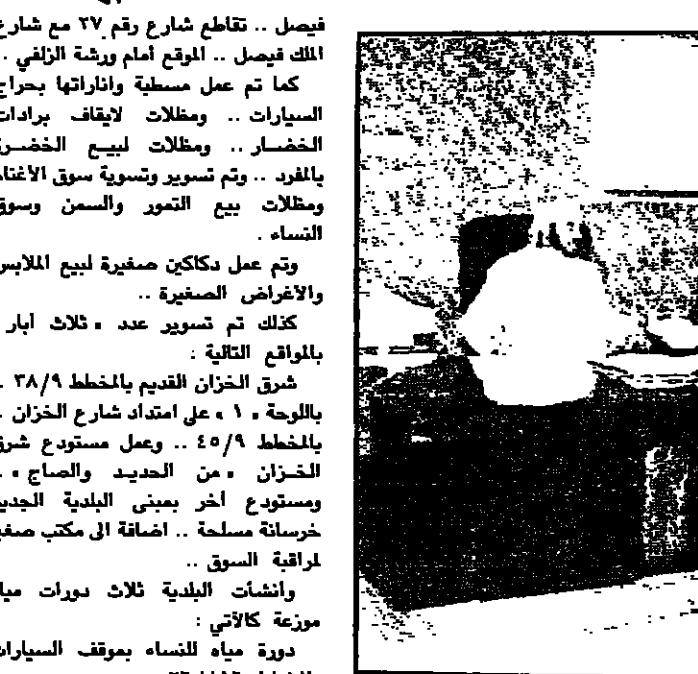 فيصل .. تقاطع شارع رقم ٢٧ مع شارع
الملك فيصل .. الموقع أمام ورشة الزلفي ..
كما تم عمل مسطبة واناراتها بحراج
السيارات .. ومظلات لايقاف برادات
الخضار .. ومظلات لبيع الخضرة
بالمفرد .. وتم تسوير وتسوية سوق الأغنام
ومظلات بيع التمور والسمن وسوق
النساء .
وتم عمل دكاكين صغيرة لبيع الملابس
والأغراض الصغيرة ..
كذلك تم تسوير عدد « ثلاث أبار
بالمواقع التالية :
شرق الخزان القديم بالمخطط ٣٨/٩ .
باللوحة « ١ » على امتداد شارع الخزان .
بالمخطط ٤٥/٩ .. وعمل مستودع شرق
الخزان « من الحديد والصاج » .
ومستودع أخر بمبنى البلدية الجديد
خرسانة مسلحة .. اضافة الى مكتب صغير
لمراقبة السوق ..
وأنشأت البلدية ثلاث دورات مياه
موزعة كالآتي :
دورة مياه للنساء بموقف السيارات